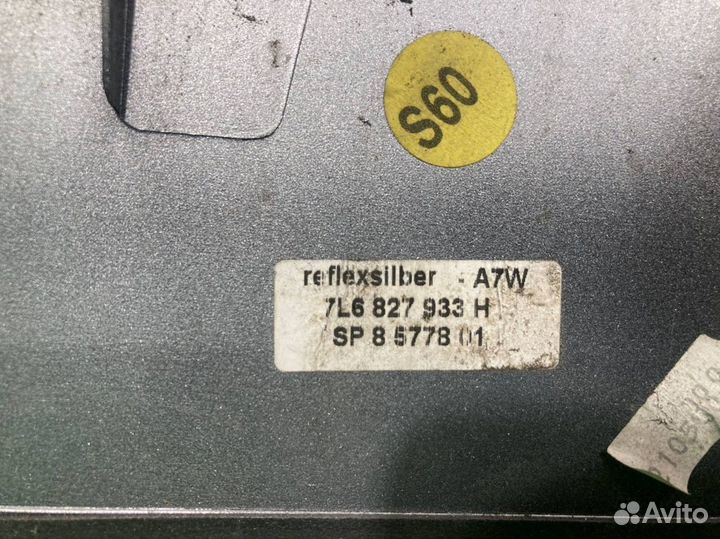 S60
reflexsilber - A7W
7L6 827 933 H
SP 8 5778 01
Avito